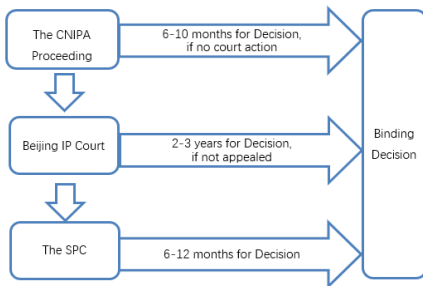 The CNIPA
Proceeding
6-10 months for Decision,
if no court action
Beijing IP Court
2-3 years for Decision,
if not appealed
Binding
Decision
The SPC
6-12 months for Decision